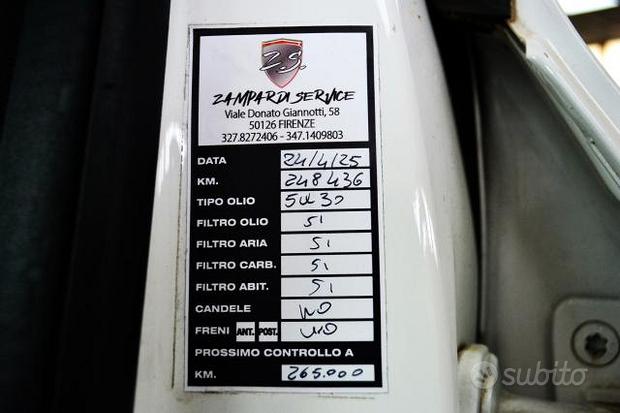 Z.S.
ZAMPARDI SERVICE
Viale Donato Giannotti, 58
50126 FIRENZE
327.8272406 - 347.1409803
DATA 24/4/25
KM. 248436
TIPO OLIO 5W30
FILTRO OLIO SI
FILTRO ARIA SI
FILTRO CARB. SI
FILTRO ABIT. SI
CANDELE NO
FRENI ANT. POST. NO
PROSSIMO CONTROLLO A
KM. 265.000
subito